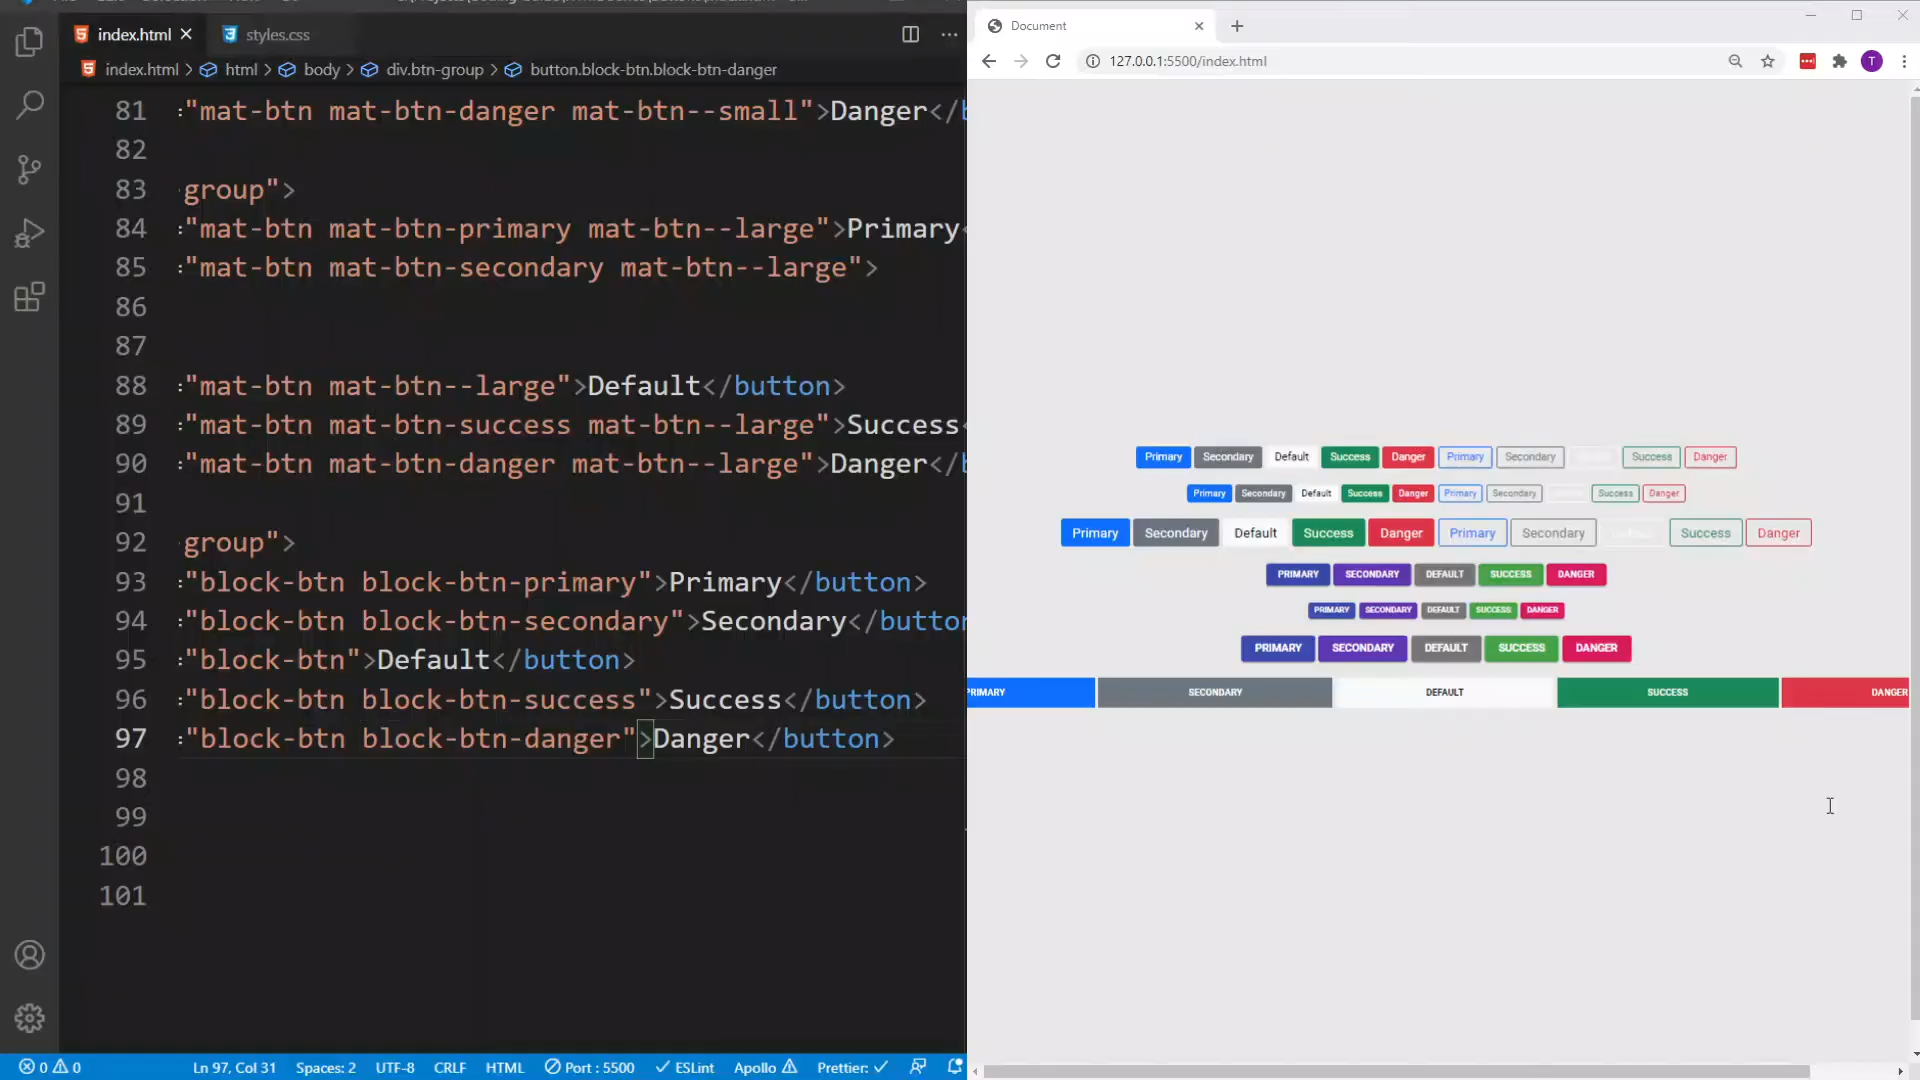 index.html
styles.css
index.html > html > body > div.btn-group > button.block-btn.block-btn-danger
81 :"mat-btn mat-btn-danger mat-btn--small">Danger</b
82
83 group">
84 :"mat-btn mat-btn-primary mat-btn--large">Primary<
85 :"mat-btn mat-btn-secondary mat-btn--large">
86
87
88 :"mat-btn mat-btn--large">Default</button>
89 :"mat-btn mat-btn-success mat-btn--large">Success<
90 :"mat-btn mat-btn-danger mat-btn--large">Danger</b
91
92 group">
93 :"block-btn block-btn-primary">Primary</button>
94 :"block-btn block-btn-secondary">Secondary</button
95 :"block-btn">Default</button>
96 :"block-btn block-btn-success">Success</button>
97 :"block-btn block-btn-danger">Danger</button>
98
99
100
101
0 0 Ln 97, Col 31 Spaces: 2 UTF-8 CRLF HTML Port : 5500 ESLint Apollo Prettier:
Document
127.0.0.1:5500/index.html
T
Primary Secondary Default Success Danger Primary Secondary Success Danger
Primary Secondary Default Success Danger Primary Secondary Success Danger
Primary Secondary Default Success Danger Primary Secondary Default Success Danger
PRIMARY SECONDARY DEFAULT SUCCESS DANGER
PRIMARY SECONDARY DEFAULT SUCCESS DANGER
PRIMARY SECONDARY DEFAULT SUCCESS DANGER
PRIMARY SECONDARY DEFAULT SUCCESS DANGER